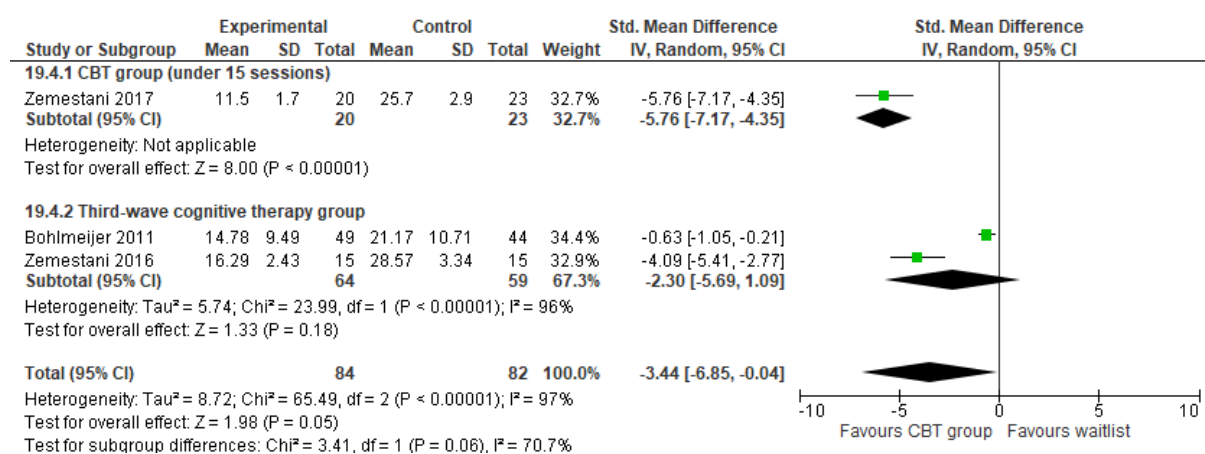 Experimental Control Std. Mean Difference Std. Mean Difference
Study or Subgroup Mean SD Total Mean SD Total Weight IV, Random, 95% CI IV, Random, 95% CI
19.4.1 CBT group (under 15 sessions)
Zemestani 2017 11.5 1.7 20 25.7 2.9 23 32.7% -5.76 [-7.17, -4.35]
Subtotal (95% CI) 20 23 32.7% -5.76 [-7.17, -4.35]
Heterogeneity: Not applicable
Test for overall effect: Z = 8.00 (P < 0.00001)
19.4.2 Third-wave cognitive therapy group
Bohlmeijer 2011 14.78 9.49 49 21.17 10.71 44 34.4% -0.63 [-1.05, -0.21]
Zemestani 2016 16.29 2.43 15 28.57 3.34 15 32.9% -4.09 [-5.41, -2.77]
Subtotal (95% CI) 64 59 67.3% -2.30 [-5.69, 1.09]
Heterogeneity: Tau² = 5.74; Chi² = 23.99, df = 1 (P < 0.00001); I² = 96%
Test for overall effect: Z = 1.33 (P = 0.18)
Total (95% CI) 84 82 100.0% -3.44 [-6.85, -0.04]
Heterogeneity: Tau² = 8.72; Chi² = 65.49, df = 2 (P < 0.00001); I² = 97%
Test for overall effect: Z = 1.98 (P = 0.05)
Test for subgroup differences: Chi² = 3.41, df = 1 (P = 0.06), I² = 70.7%
-10 -5 0 5 10
Favours CBT group Favours waitlist